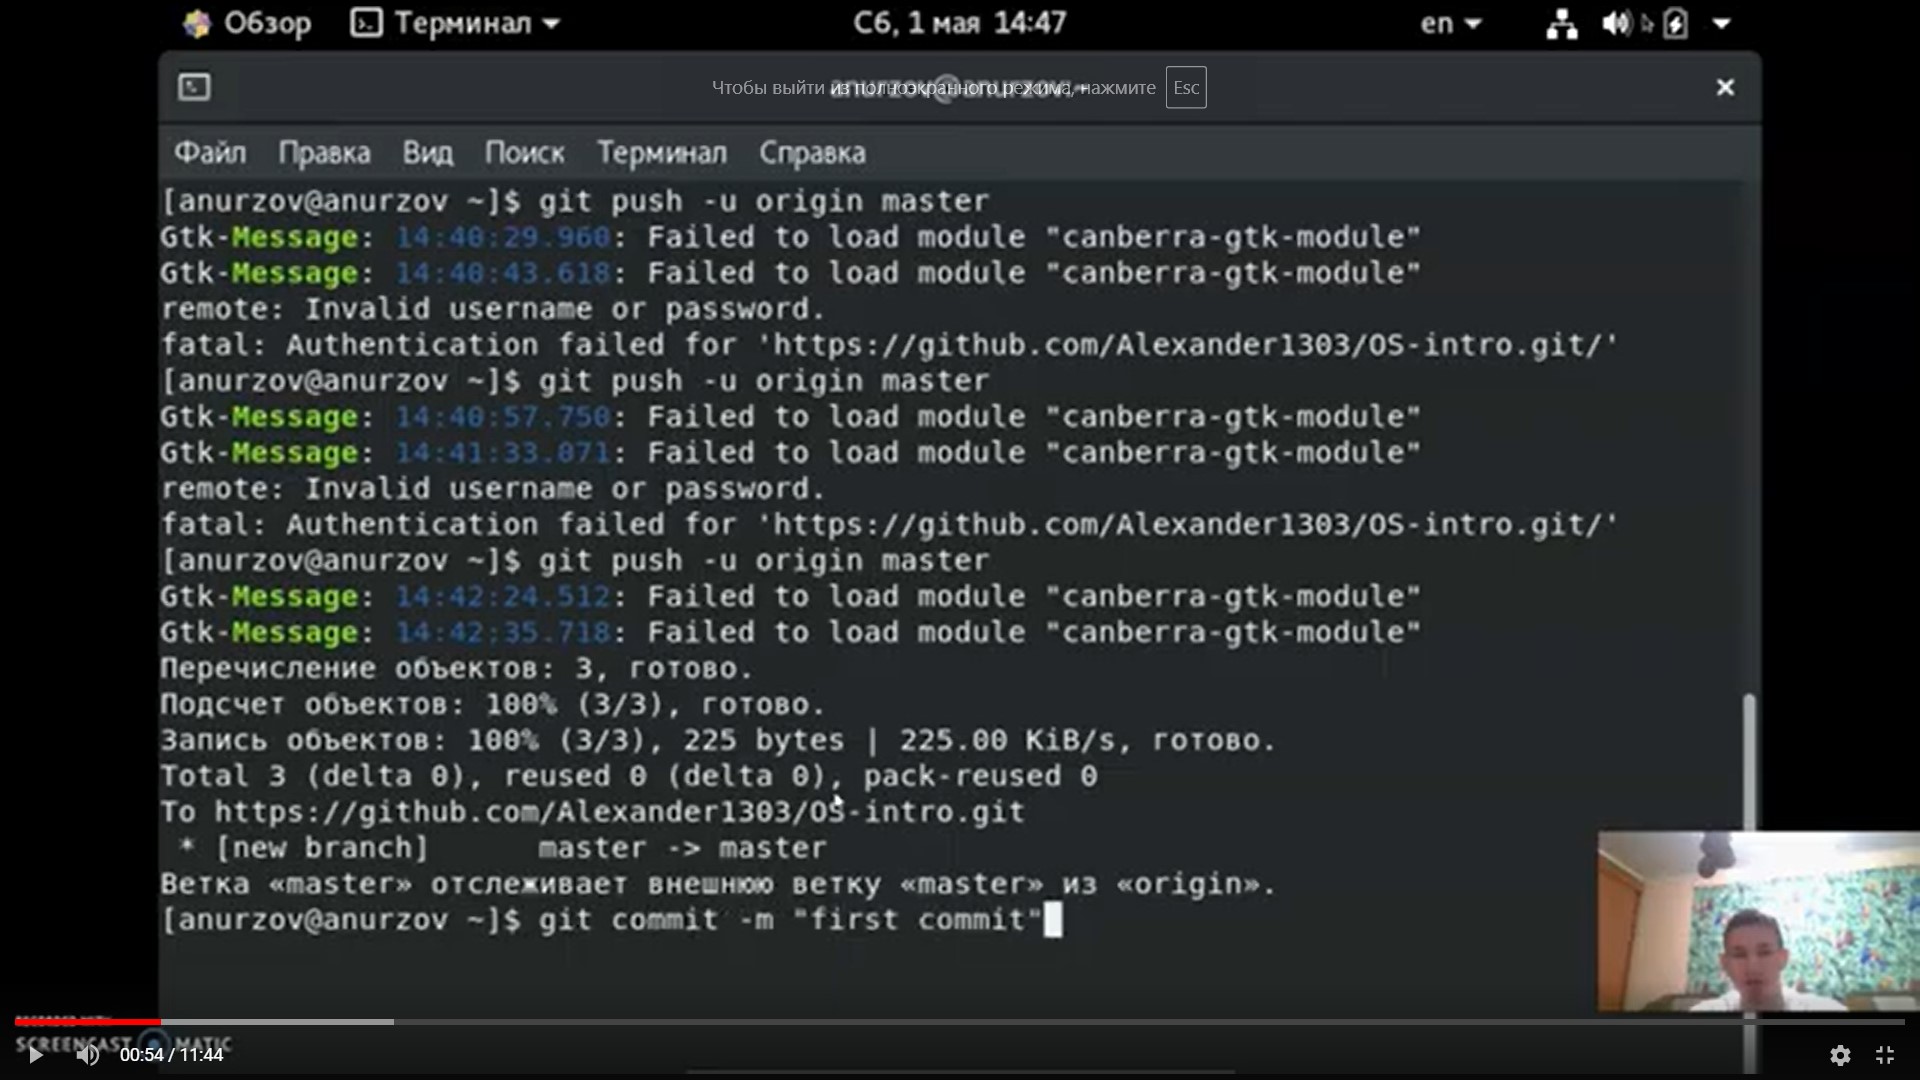 Обзор Терминал Сб, 1 мая 14:47 en
Чтобы выйти из полноэкранного режима, нажмите Esc
Файл Правка Вид Поиск Терминал Справка
[anurzov@anurzov ~]$ git push -u origin master
Gtk-Message: 14:40:29.960: Failed to load module "canberra-gtk-module"
Gtk-Message: 14:40:43.618: Failed to load module "canberra-gtk-module"
remote: Invalid username or password.
fatal: Authentication failed for 'https://github.com/Alexander1303/OS-intro.git/'
[anurzov@anurzov ~]$ git push -u origin master
Gtk-Message: 14:40:57.750: Failed to load module "canberra-gtk-module"
Gtk-Message: 14:41:33.071: Failed to load module "canberra-gtk-module"
remote: Invalid username or password.
fatal: Authentication failed for 'https://github.com/Alexander1303/OS-intro.git/'
[anurzov@anurzov ~]$ git push -u origin master
Gtk-Message: 14:42:24.512: Failed to load module "canberra-gtk-module"
Gtk-Message: 14:42:35.718: Failed to load module "canberra-gtk-module"
Перечисление объектов: 3, готово.
Подсчет объектов: 100% (3/3), готово.
Запись объектов: 100% (3/3), 225 bytes | 225.00 KiB/s, готово.
Total 3 (delta 0), reused 0 (delta 0), pack-reused 0
To https://github.com/Alexander1303/OS-intro.git
* [new branch] master -> master
Ветка «master» отслеживает внешнюю ветку «master» из «origin».
[anurzov@anurzov ~]$ git commit -m "first commit"
SCREENCAST MATIC
00:54 / 11:44